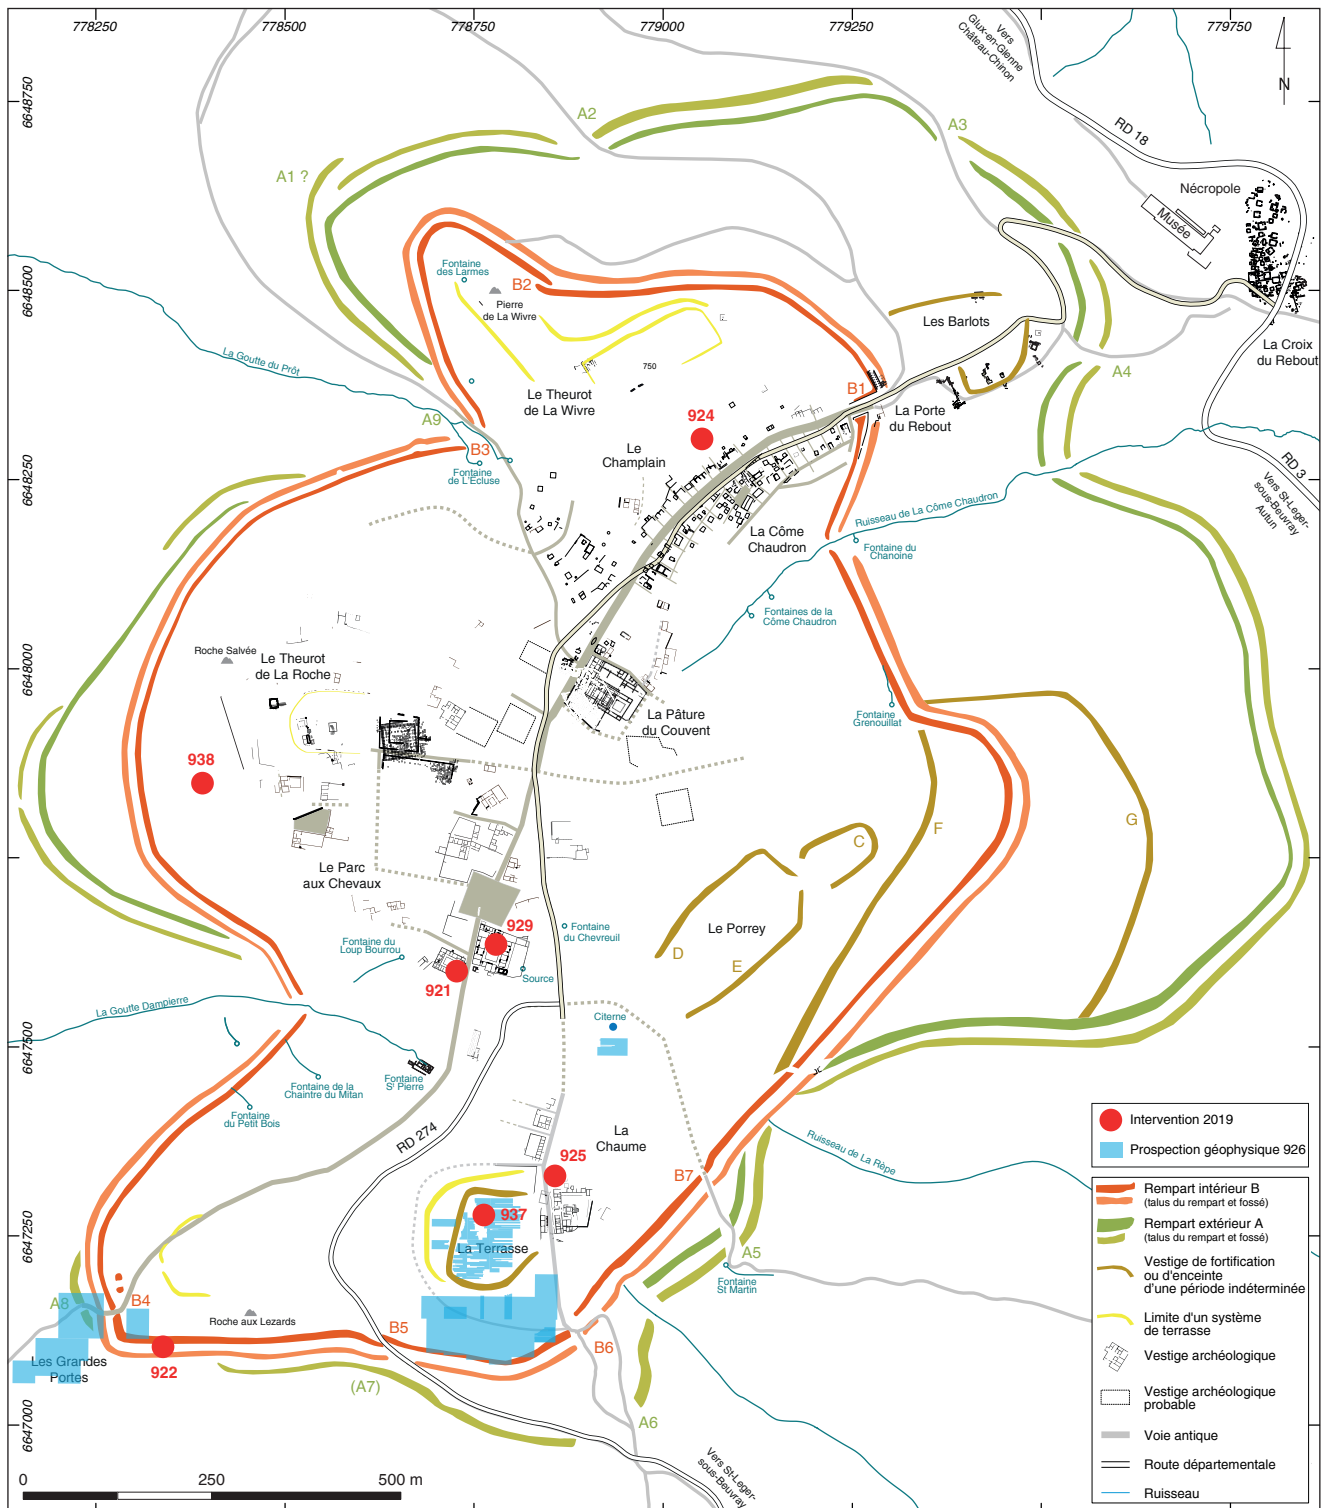 778250
778500
778750
779000
779250
779750
6648750
6648500
6648250
6648000
6647500
6647250
6647000
Vers
Glux-en-Glenne
Château-Chinon
N
RD 18
A2
A3
A1 ?
Nécropole
Musée
Fontaine
des Larmes
B2
Pierre
de La Wivre
Les Barlots
La Croix
du Rebout
La Goutte du Prôt
750
Le Theurot
de La Wivre
B1
A4
La Porte
du Rebout
A9
924
B3
Le
Champlain
Fontaine
de L'Écluse
RD 3
Vers St-Leger-
sous-Beuvray
Autun
Ruisseau de La Côme Chaudron
La Côme
Chaudron
Fontaine du
Chanoine
Fontaines de la
Côme Chaudron
Roche Salvée
Le Theurot
de La Roche
La Pâture
du Couvent
Fontaine
Grenouillat
938
C
F
G
Le Parc
aux Chevaux
Le Porrey
D
E
929
Fontaine
du Chevreuil
Fontaine du
Loup Bourrou
921
Source
La Goutte Dampierre
Citerne
Fontaine
St Pierre
Fontaine de la
Chaintre du Mitan
Fontaine
du Petit Bois
RD 274
La
Chaume
Ruisseau de La Rêpe
925
B7
937
La Terrasse
A5
Fontaine
St Martin
A8
B4
Roche aux Lezards
B5
B6
922
Les Grandes
Portes
(A7)
A6
Vers St-Leger-
sous-Beuvray
0
250
500 m
Intervention 2019
Prospection géophysique 926
Rempart intérieur B
(talus du rempart et fossé)
Rempart extérieur A
(talus du rempart et fossé)
Vestige de fortification
ou d'enceinte
d'une période indéterminée
Limite d'un système
de terrasse
Vestige archéologique
Vestige archéologique
probable
Voie antique
Route départementale
Ruisseau